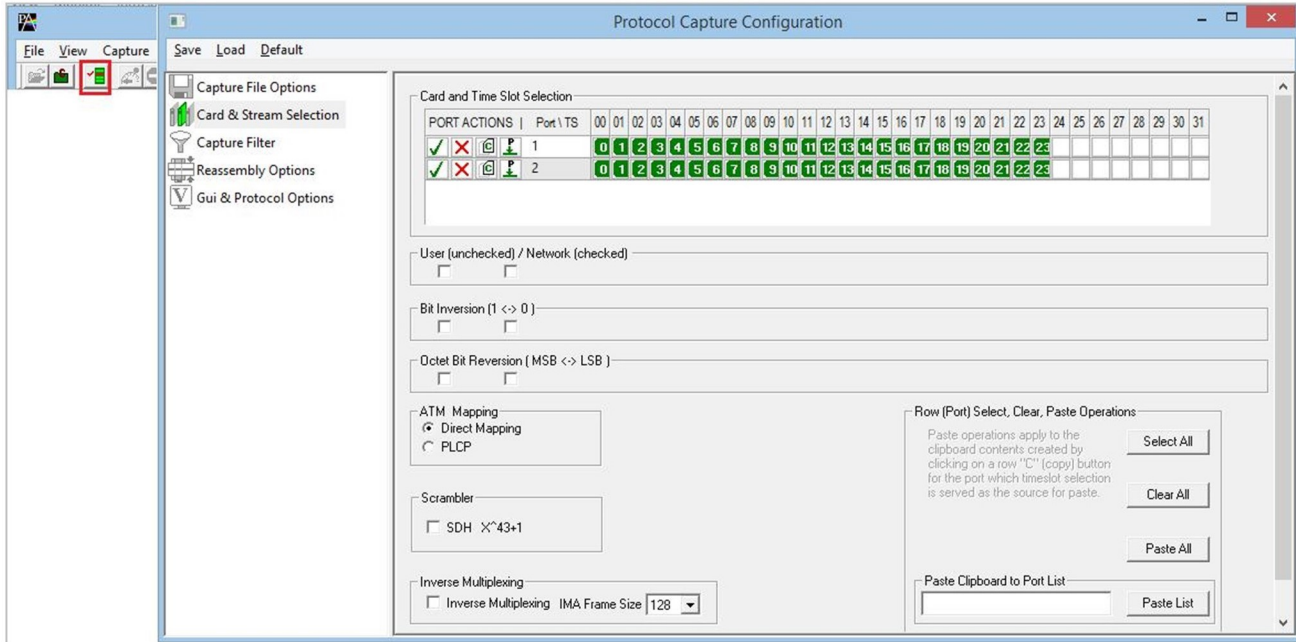 PA
Protocol Capture Configuration
File View Capture
Save Load Default
Capture File Options
Card & Stream Selection
Capture Filter
Reassembly Options
V Gui & Protocol Options
Card and Time Slot Selection
PORT ACTIONS | Port \ TS 00 01 02 03 04 05 06 07 08 09 10 11 12 13 14 15 16 17 18 19 20 21 22 23 24 25 26 27 28 29 30 31
C P 1 0 1 2 3 4 5 6 7 8 9 10 11 12 13 14 15 16 17 18 19 20 21 22 23
C P 2 0 1 2 3 4 5 6 7 8 9 10 11 12 13 14 15 16 17 18 19 20 21 22 23
User (unchecked) / Network (checked)
Bit Inversion (1 <-> 0 )
Octet Bit Reversion ( MSB <-> LSB )
ATM Mapping
Direct Mapping
PLCP
Scrambler
SDH X^43+1
Inverse Multiplexing
Inverse Multiplexing IMA Frame Size 128
Row (Port) Select, Clear, Paste Operations
Paste operations apply to the
clipboard contents created by
clicking on a row "C" (copy) button
for the port which timeslot selection
is served as the source for paste.
Select All
Clear All
Paste All
Paste Clipboard to Port List
Paste List